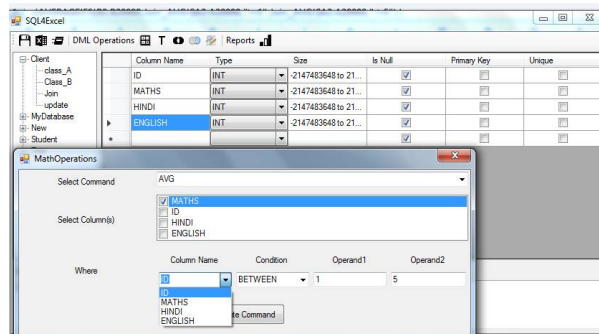 SQL4Excel
DML Operations T Reports
Client
class_A
Class_B
Join
update
MyDatabase
New
Student
Column Name Type Size Is Null Primary Key Unique
ID INT -2147483648 to 21...
MATHS INT -2147483648 to 21...
HINDI INT -2147483648 to 21...
ENGLISH INT -2147483648 to 21...
MathOperations
Select Command AVG
Select Column(s)
MATHS
ID
HINDI
ENGLISH
Column Name Condition Operand1 Operand2
Where ID BETWEEN 1 5
ID
MATHS
HINDI
ENGLISH
te Command